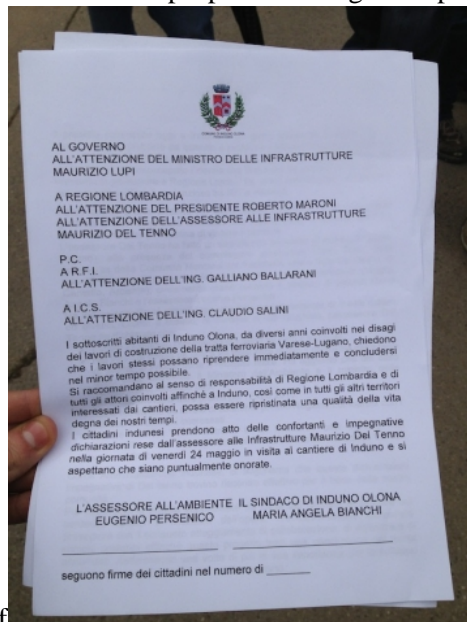 AL GOVERNO
ALL'ATTENZIONE DEL MINISTRO DELLE INFRASTRUTTURE
MAURIZIO LUPI
A REGIONE LOMBARDIA
ALL'ATTENZIONE DEL PRESIDENTE ROBERTO MARONI
ALL'ATTENZIONE DELL'ASSESSORE ALLE INFRASTRUTTURE
MAURIZIO DEL TENNO
P.C.
A R.F.I.
ALL'ATTENZIONE DELL'ING. GALLIANO BALLARANI
A I.C.S.
ALL'ATTENZIONE DELL'ING. CLAUDIO SALINI
I sottoscritti abitanti di Induno Olona, da diversi anni coinvolti nei disagi
dei lavori di costruzione della tratta ferroviaria Varese-Lugano, chiedono
che i lavori stessi possano riprendere immediatamente e concludersi
nel minor tempo possibile.
Si raccomandano al senso di responsabilità di Regione Lombardia e di
tutti gli attori coinvolti affinchè a Induno, così come in tutti gli altri territori
interessati dai cantieri, possa essere ripristinata una qualità della vita
degna dei nostri tempi.
I cittadini indunesi prendono atto delle confortanti e impegnative
dichiarazioni rese dall'assessore alle Infrastrutture Maurizio Del Tenno
nella giornata di venerdì 24 maggio in visita al cantiere di Induno e si
aspettano che siano puntualmente onorate.
L'ASSESSORE ALL'AMBIENTE IL SINDACO DI INDUNO OLONA
EUGENIO PERSENICO MARIA ANGELA BIANCHI
seguono firme dei cittadini nel numero di
f